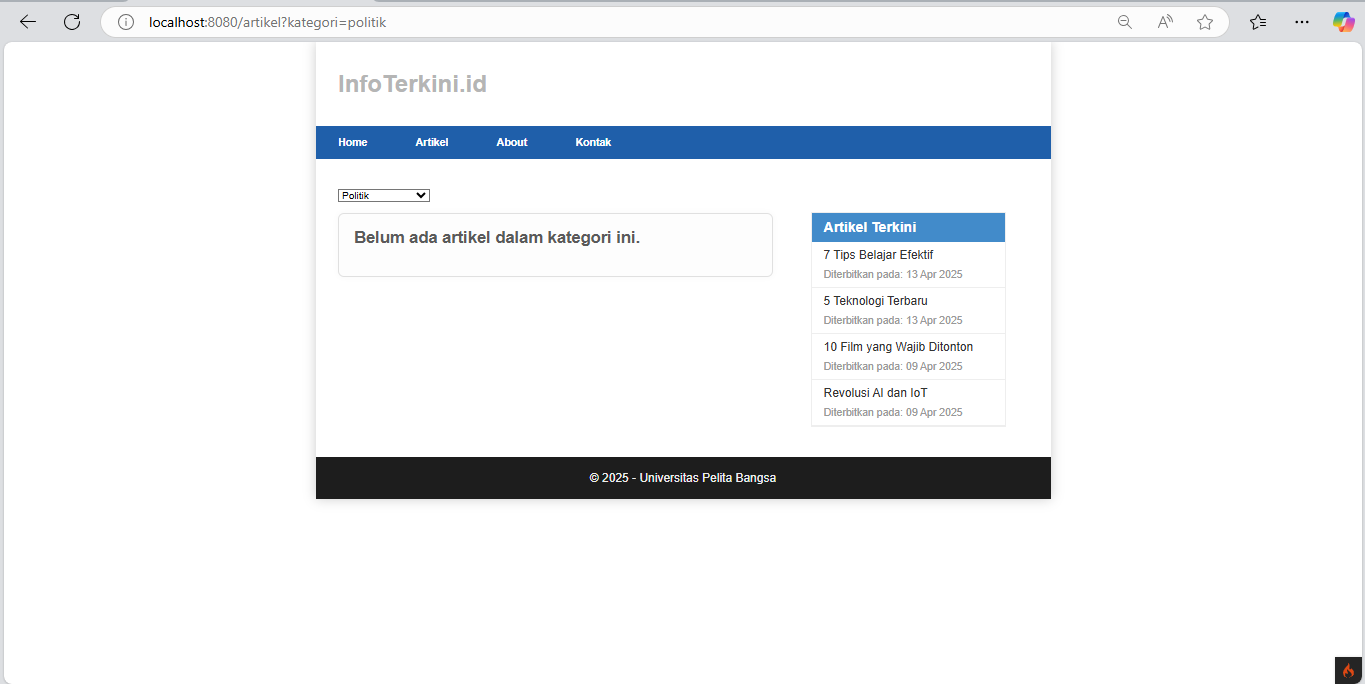 localhost:8080/artikel?kategori=politik
InfoTerkini.id
Home Artikel About Kontak
Politik
Belum ada artikel dalam kategori ini.
Artikel Terkini
7 Tips Belajar Efektif
Diterbitkan pada: 13 Apr 2025
5 Teknologi Terbaru
Diterbitkan pada: 13 Apr 2025
10 Film yang Wajib Ditonton
Diterbitkan pada: 09 Apr 2025
Revolusi AI dan IoT
Diterbitkan pada: 09 Apr 2025
© 2025 - Universitas Pelita Bangsa